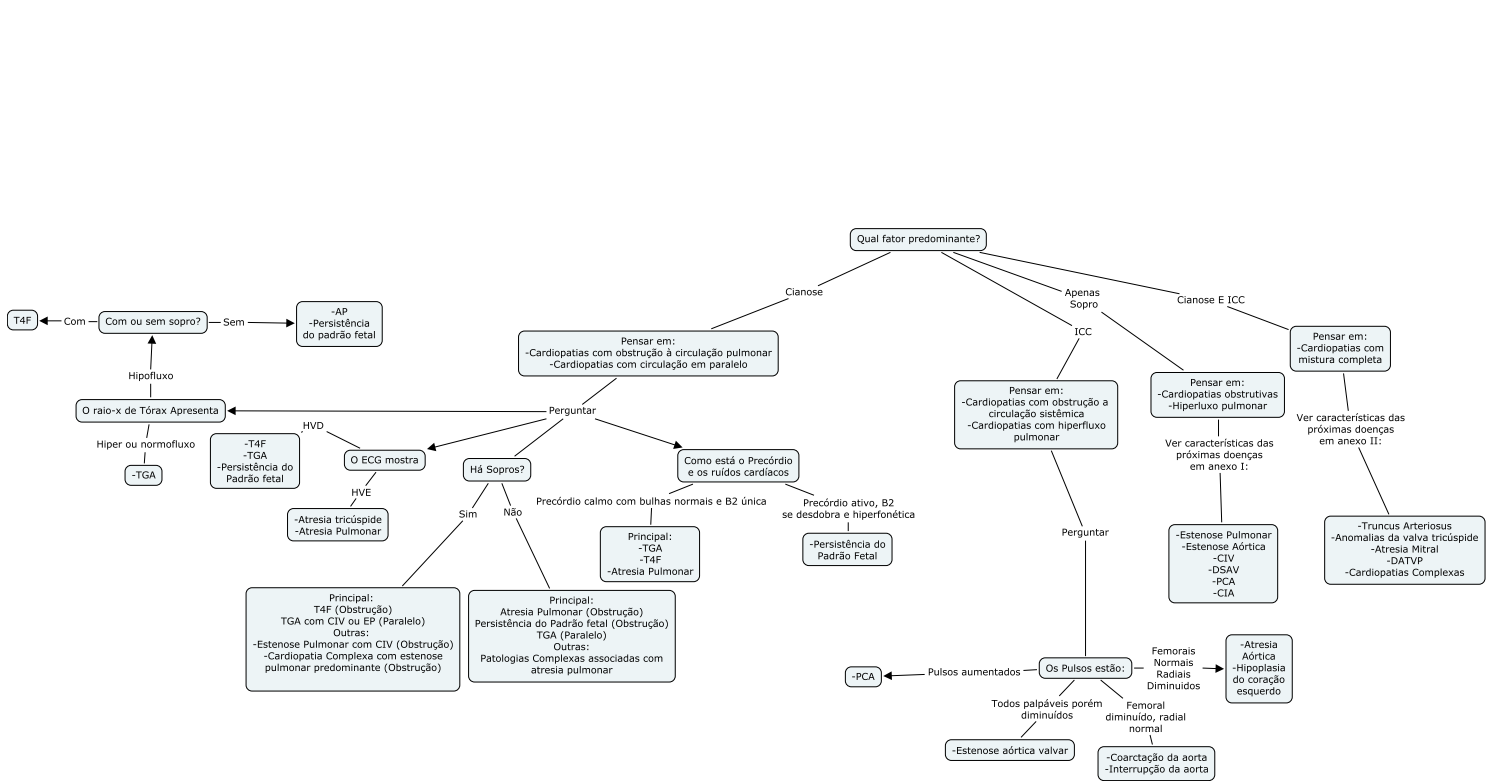 Qual fator predominante?
Cianose
Apenas
Sopro
Cianose E ICC
ICC
Pensar em:
-Cardiopatias com obstrução à circulação pulmonar
-Cardiopatias com circulação em paralelo
Pensar em:
-Cardiopatias com obstrução a
circulação sistêmica
-Cardiopatias com hiperfluxo
pulmonar
Pensar em:
-Cardiopatias obstrutivas
-Hiperluxo pulmonar
Pensar em:
-Cardiopatias com
mistura completa
T4F
Com
Com ou sem sopro?
Sem
-AP
-Persistência
do padrão fetal
Hipofluxo
O raio-x de Tórax Apresenta
Hiper ou normofluxo
-TGA
Perguntar
HVD
-T4F
-TGA
-Persistência do
Padrão fetal
O ECG mostra
HVE
-Atresia tricúspide
-Atresia Pulmonar
Há Sopros?
Sim
Não
Principal:
T4F (Obstrução)
TGA com CIV ou EP (Paralelo)
Outras:
-Estenose Pulmonar com CIV (Obstrução)
-Cardiopatia Complexa com estenose
pulmonar predominante (Obstrução)
Principal:
Atresia Pulmonar (Obstrução)
Persistência do Padrão fetal (Obstrução)
TGA (Paralelo)
Outras:
Patologias Complexas associadas com
atresia pulmonar
Como está o Precórdio
e os ruídos cardíacos
Precórdio calmo com bulhas normais e B2 única
Principal:
-TGA
-T4F
-Atresia Pulmonar
Precórdio ativo, B2
se desdobra e hiperfonética
-Persistência do
Padrão Fetal
Perguntar
Os Pulsos estão:
Pulsos aumentados
-PCA
Todos palpáveis porém
diminuídos
-Estenose aórtica valvar
Femoral
diminuído, radial
normal
-Coarctação da aorta
-Interrupção da aorta
Femorais
Normais
Radiais
Diminuidos
-Atresia
Aórtica
-Hipoplasia
do coração
esquerdo
Ver características das
próximas doenças
em anexo I:
-Estenose Pulmonar
-Estenose Aórtica
-CIV
-DSAV
-PCA
-CIA
Ver características das
próximas doenças
em anexo II:
-Truncus Arteriosus
-Anomalias da valva tricúspide
-Atresia Mitral
-DATVP
-Cardiopatias Complexas